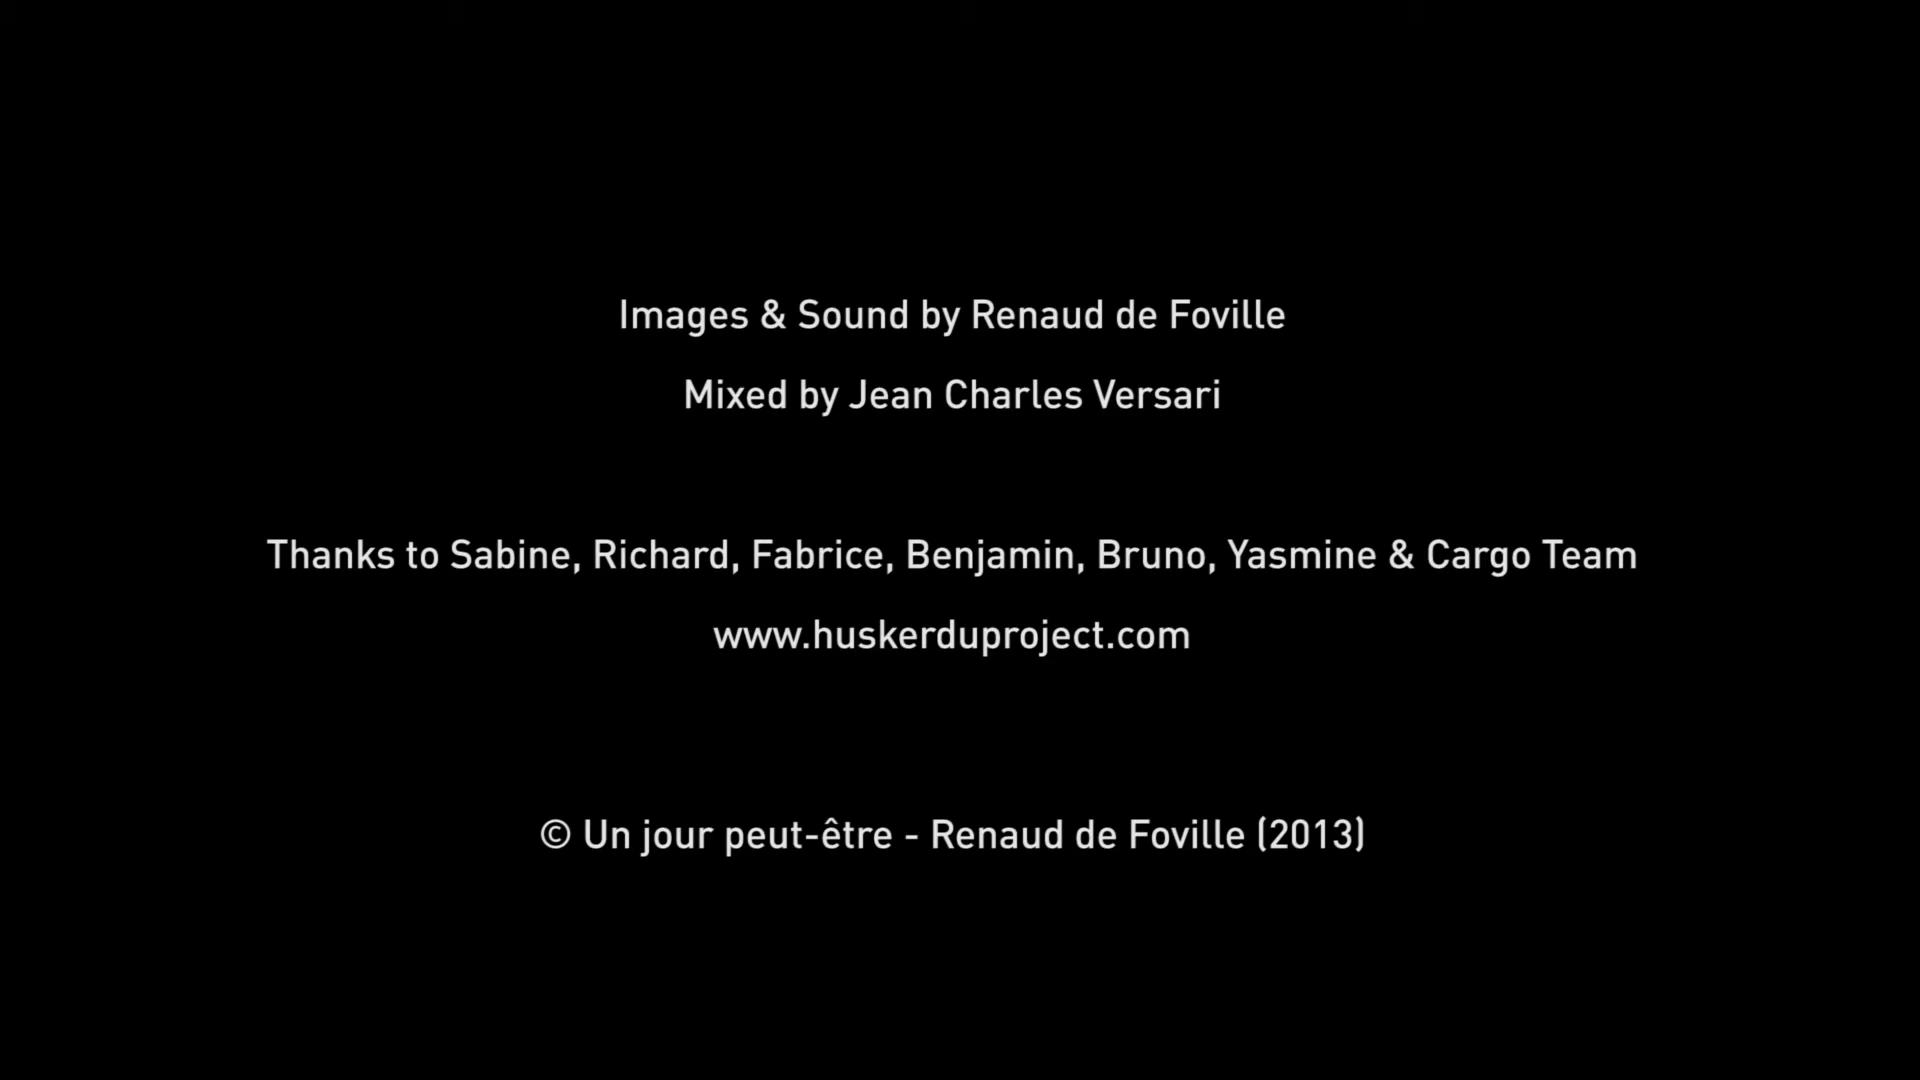 Images & Sound by Renaud de Foville
Mixed by Jean Charles Versari
Thanks to Sabine, Richard, Fabrice, Benjamin, Bruno, Yasmine & Cargo Team
www.huskerduproject.com
© Un jour peut-être - Renaud de Foville (2013)